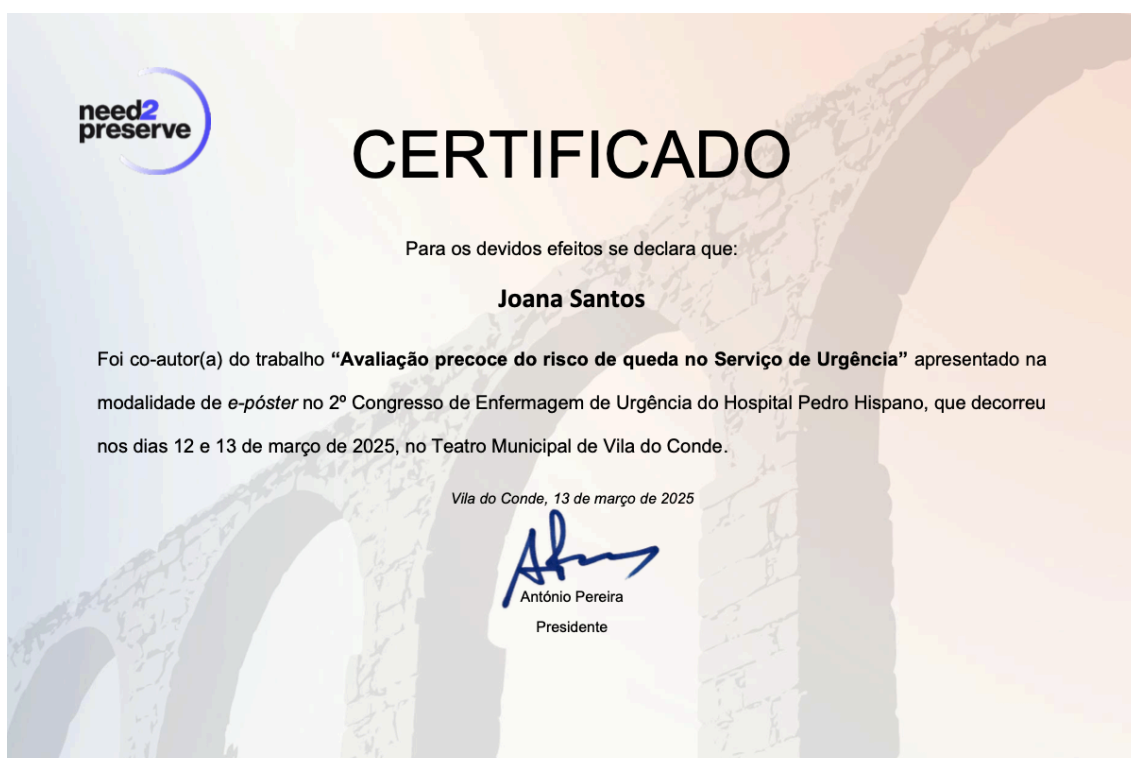 need2
preserve
CERTIFICADO
Para os devidos efeitos se declara que:
Joana Santos
Foi co-autor(a) do trabalho “Avaliação precoce do risco de queda no Serviço de Urgência” apresentado na
modalidade de e-póster no 2º Congresso de Enfermagem de Urgência do Hospital Pedro Hispano, que decorreu
nos dias 12 e 13 de março de 2025, no Teatro Municipal de Vila do Conde.
Vila do Conde, 13 de março de 2025
António Pereira
Presidente